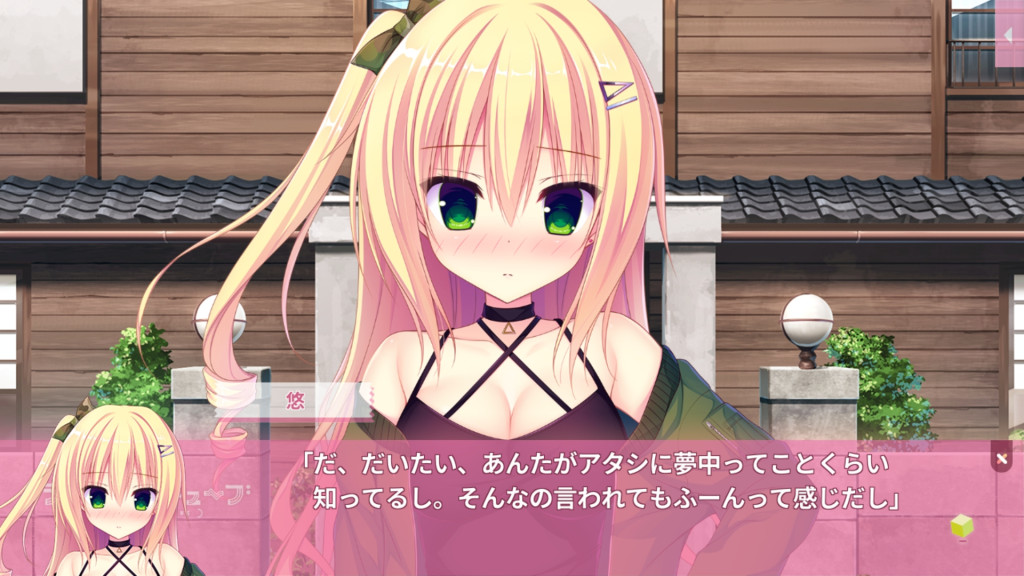 悠
「だ、だいたい、あんたがアタシに夢中ってことくらい
知ってるし。そんなの言われてもふーんって感じだし」